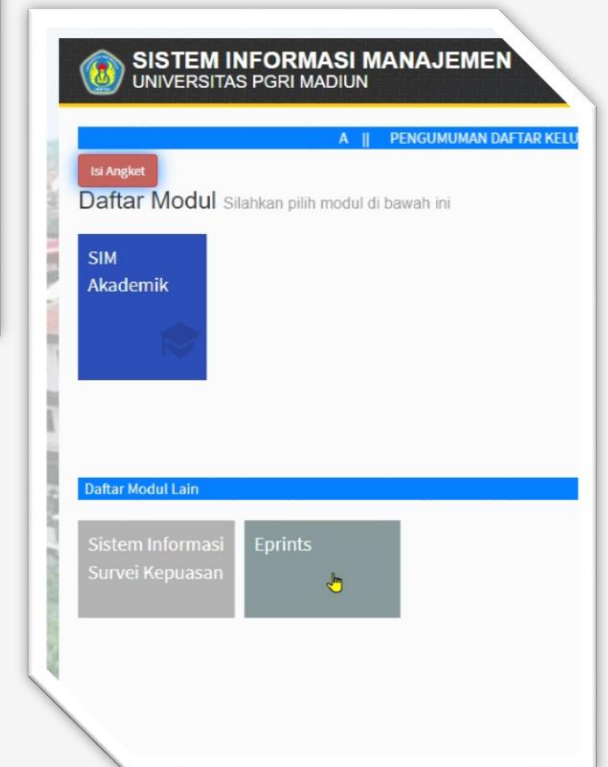 SISTEM INFORMASI MANAJEMEN
UNIVERSITAS PGRI MADIUN
A || PENGUMUMAN DAFTAR KELU
Isi Angket
Daftar Modul Silahkan pilih modul di bawah ini
SIM
Akademik
Daftar Modul Lain
Sistem Informasi
Survei Kepuasan
Eprints